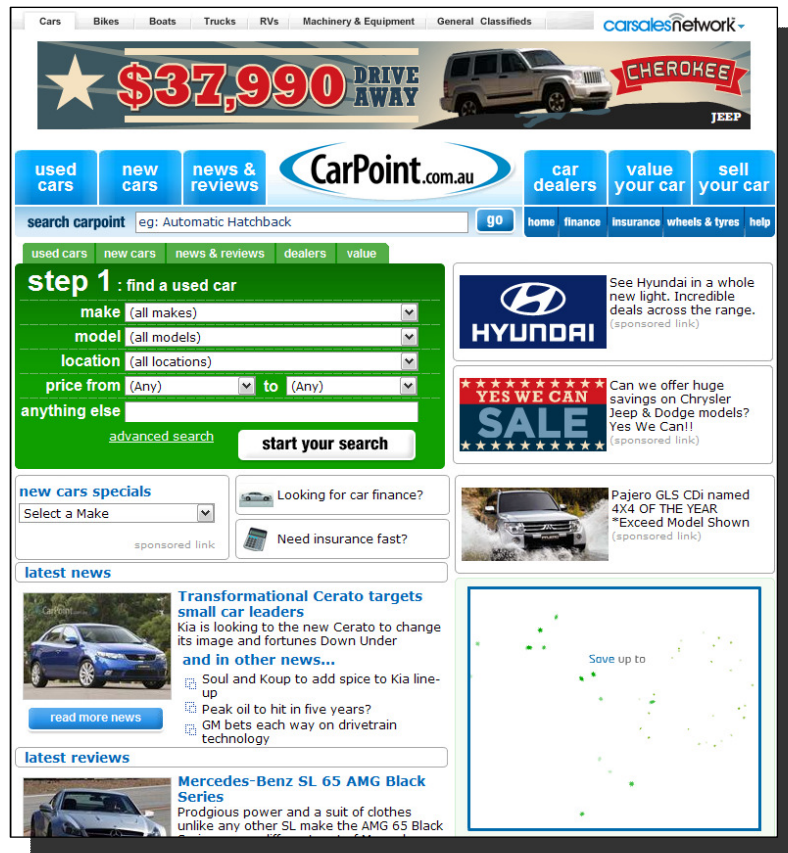 Cars Bikes Boats Trucks RVs Machinery & Equipment General Classifieds carsalesnetwork
$37,990 DRIVE AWAY CHEROKEE
JEEP
used cars
new cars
news & reviews
CarPoint.com.au
car dealers
value your car
sell your car
search carpoint eg: Automatic Hatchback go
home finance insurance wheels & tyres help
used cars new cars news & reviews dealers value
step 1 : find a used car
make (all makes)
model (all models)
location (all locations)
price from (Any) to (Any)
anything else
advanced search start your search
HYUNDAI
See Hyundai in a whole
new light. Incredible
deals across the range.
(sponsored link)
YES WE CAN
SALE
Can we offer huge
savings on Chrysler
Jeep & Dodge models?
Yes We Can!!
(sponsored link)
new cars specials
Select a Make
sponsored link
Looking for car finance?
Need insurance fast?
Pajero GLS CDi named
4X4 OF THE YEAR
*Exceed Model Shown
(sponsored link)
latest news
CarPoint
Transformational Cerato targets
small car leaders
Kia is looking to the new Cerato to change
its image and fortunes Down Under
and in other news...
Soul and Koup to add spice to Kia line-
up
Peak oil to hit in five years?
GM bets each way on drivetrain
technology
read more news
Save up to
latest reviews
Mercedes-Benz SL 65 AMG Black
Series
Prodgious power and a suit of clothes
unlike any other SL make the AMG 65 Black